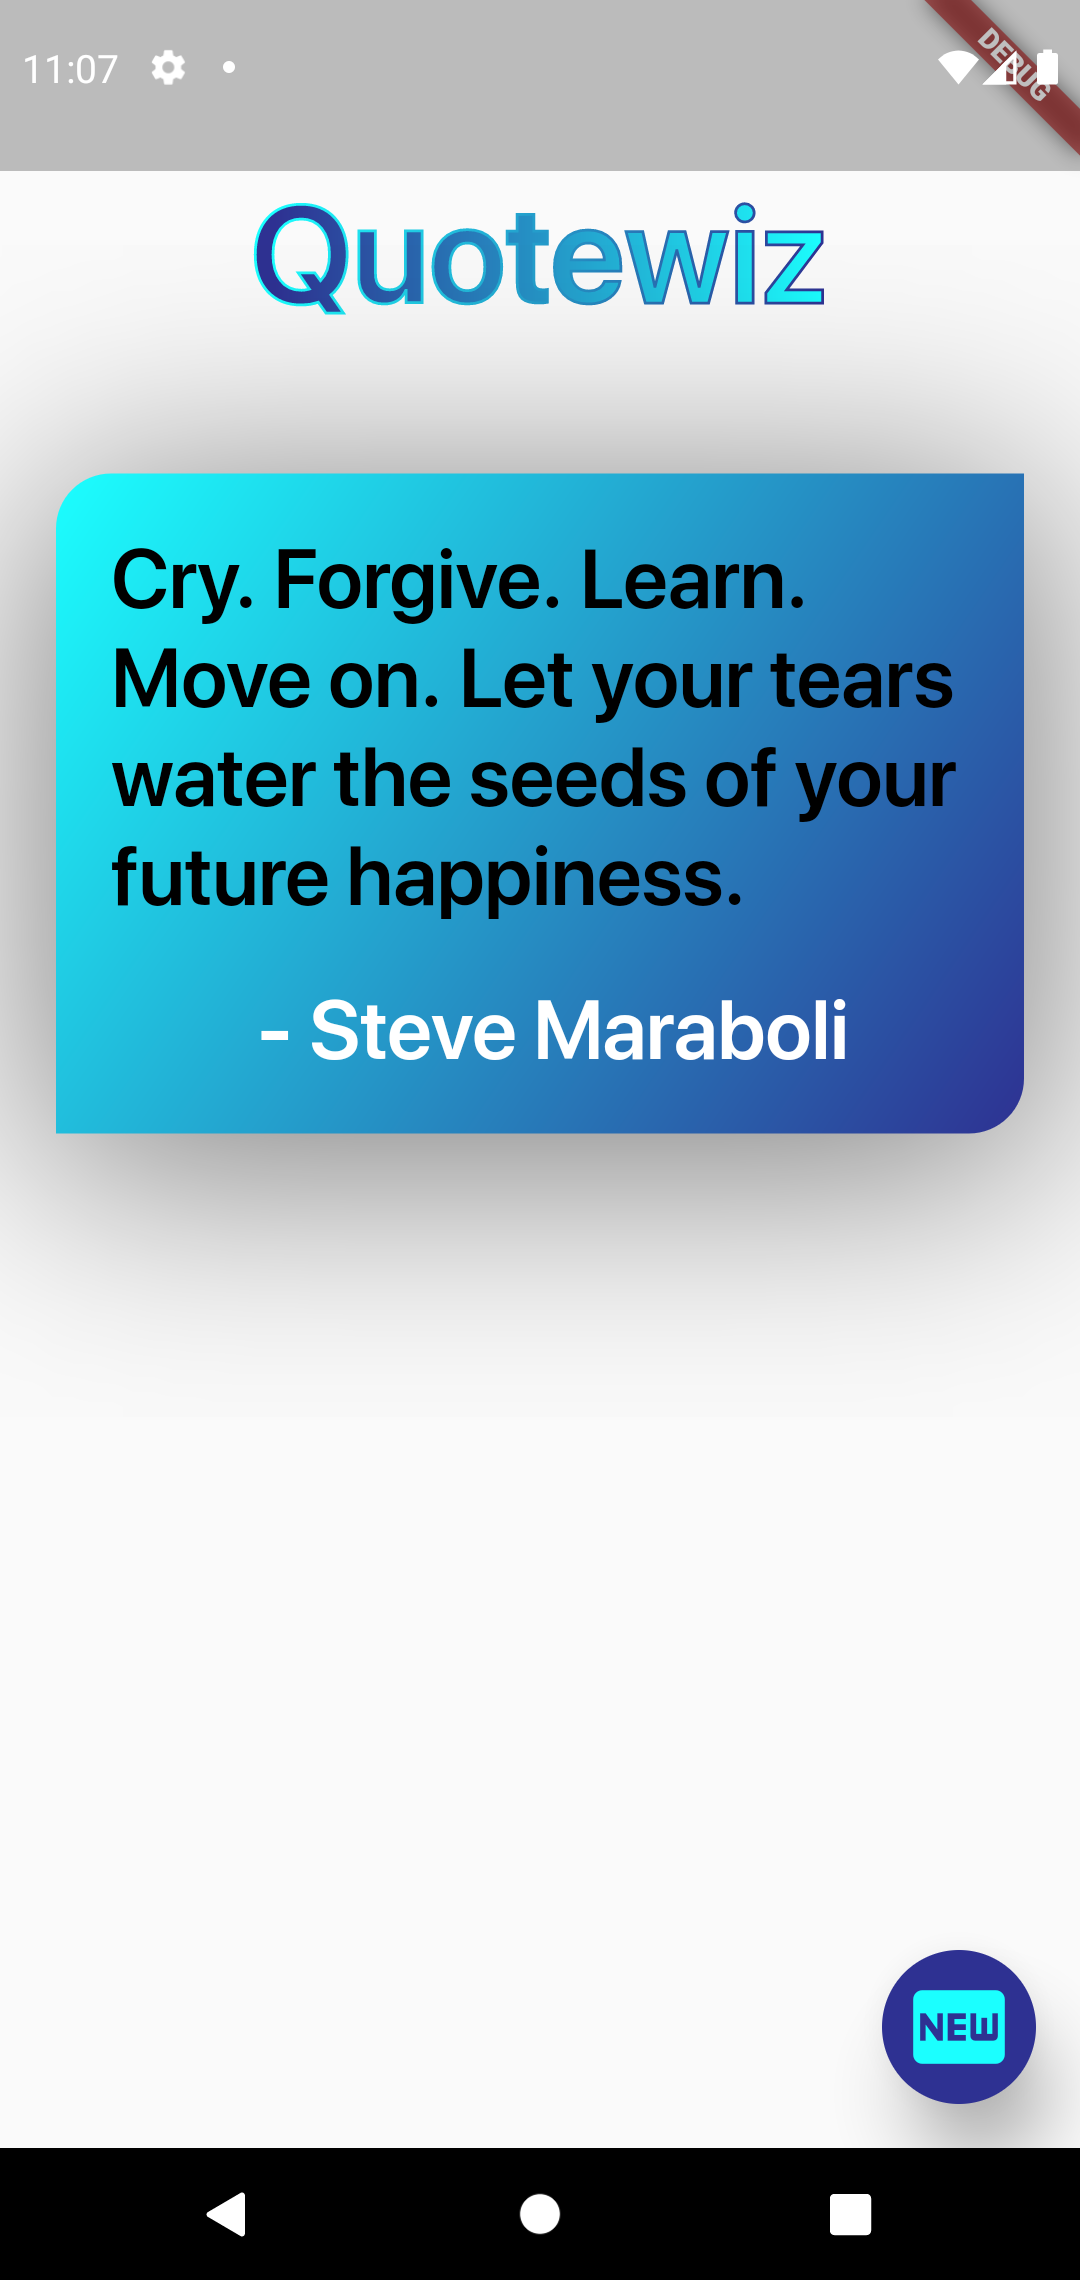 11:07
DEBUG
Quotewiz
Cry. Forgive. Learn.
Move on. Let your tears
water the seeds of your
future happiness.
- Steve Maraboli
NEW